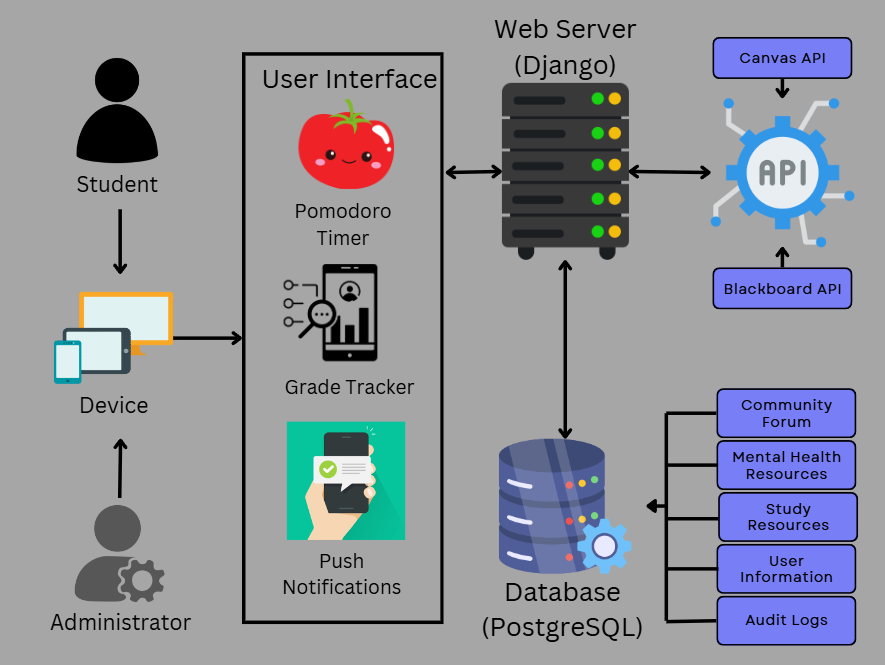 Student
Device
Administrator
User Interface
Pomodoro
Timer
Grade Tracker
Push
Notifications
Web Server
(Django)
Database
(PostgreSQL)
Canvas API
API
Blackboard API
Community
Forum
Mental Health
Resources
Study
Resources
User
Information
Audit Logs